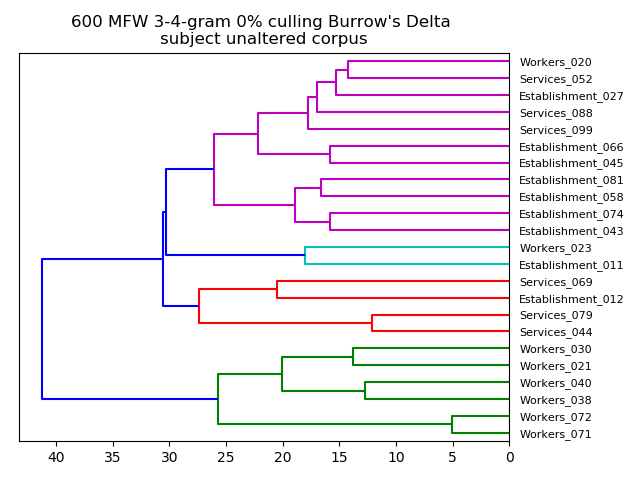 600 MFW 3-4-gram 0% culling Burrow's Delta
subject unaltered corpus
Workers_020
Services_052
Establishment_027
Services_088
Services_099
Establishment_066
Establishment_045
Establishment_081
Establishment_058
Establishment_074
Establishment_043
Workers_023
Establishment_011
Services_069
Establishment_012
Services_079
Services_044
Workers_030
Workers_021
Workers_040
Workers_038
Workers_072
Workers_071
40 35 30 25 20 15 10 5 0